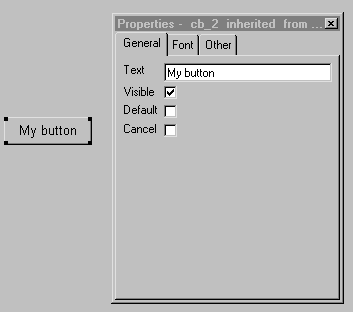 Properties - cb_2 inherited from ...
General Font Other
Text My button
Visible
Default
Cancel
My button